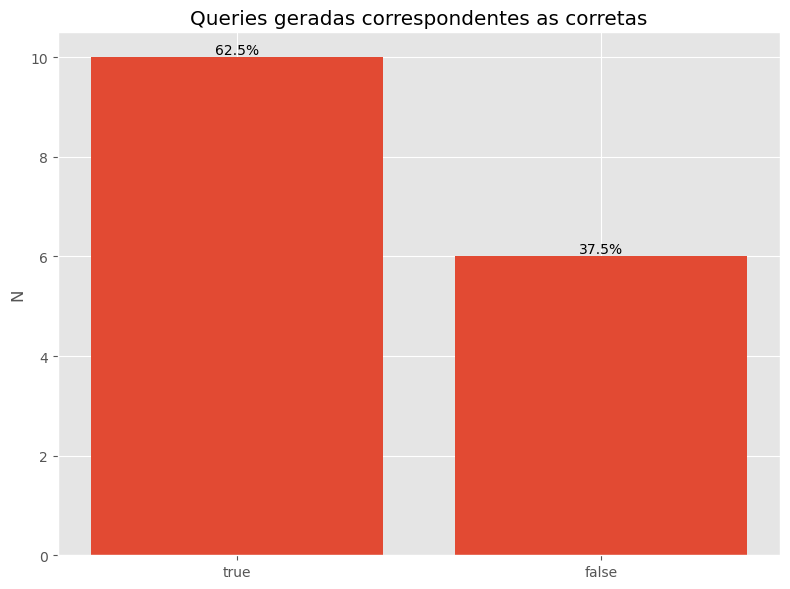 Queries geradas correspondentes as corretas
62.5%
37.5%
10
8
6
4
2
0
N
true
false